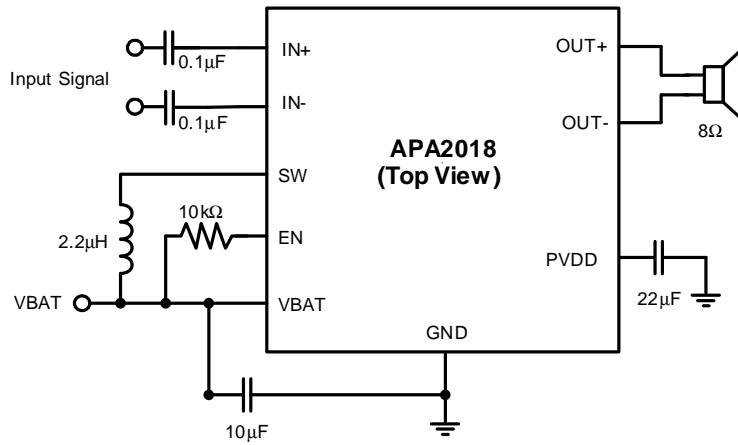 IN+
OUT+
0.1μF
Input Signal
IN-
0.1μF
OUT-
8Ω
APA2018
(Top View)
SW
10kΩ
2.2μH
EN
PVDD
22μF
VBAT
VBAT
GND
10μF